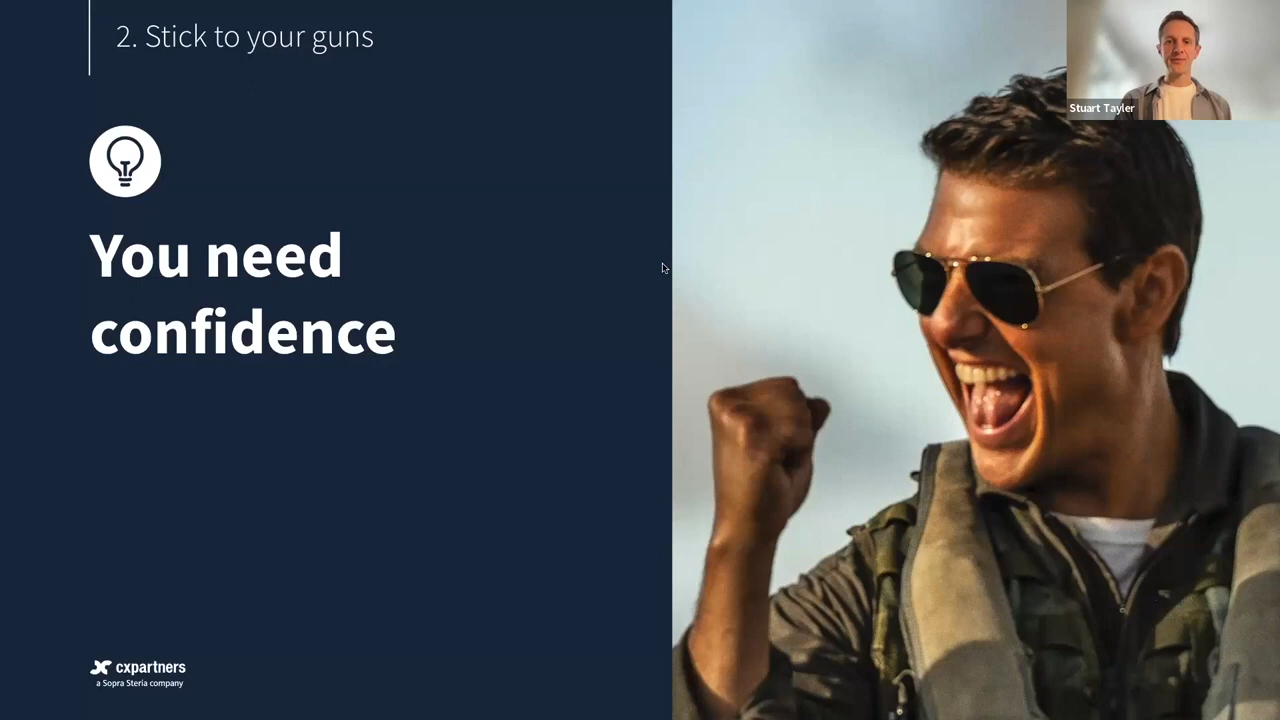 2. Stick to your guns
Stuart Tayler
You need
confidence
cxpartners
a Sopra Steria company